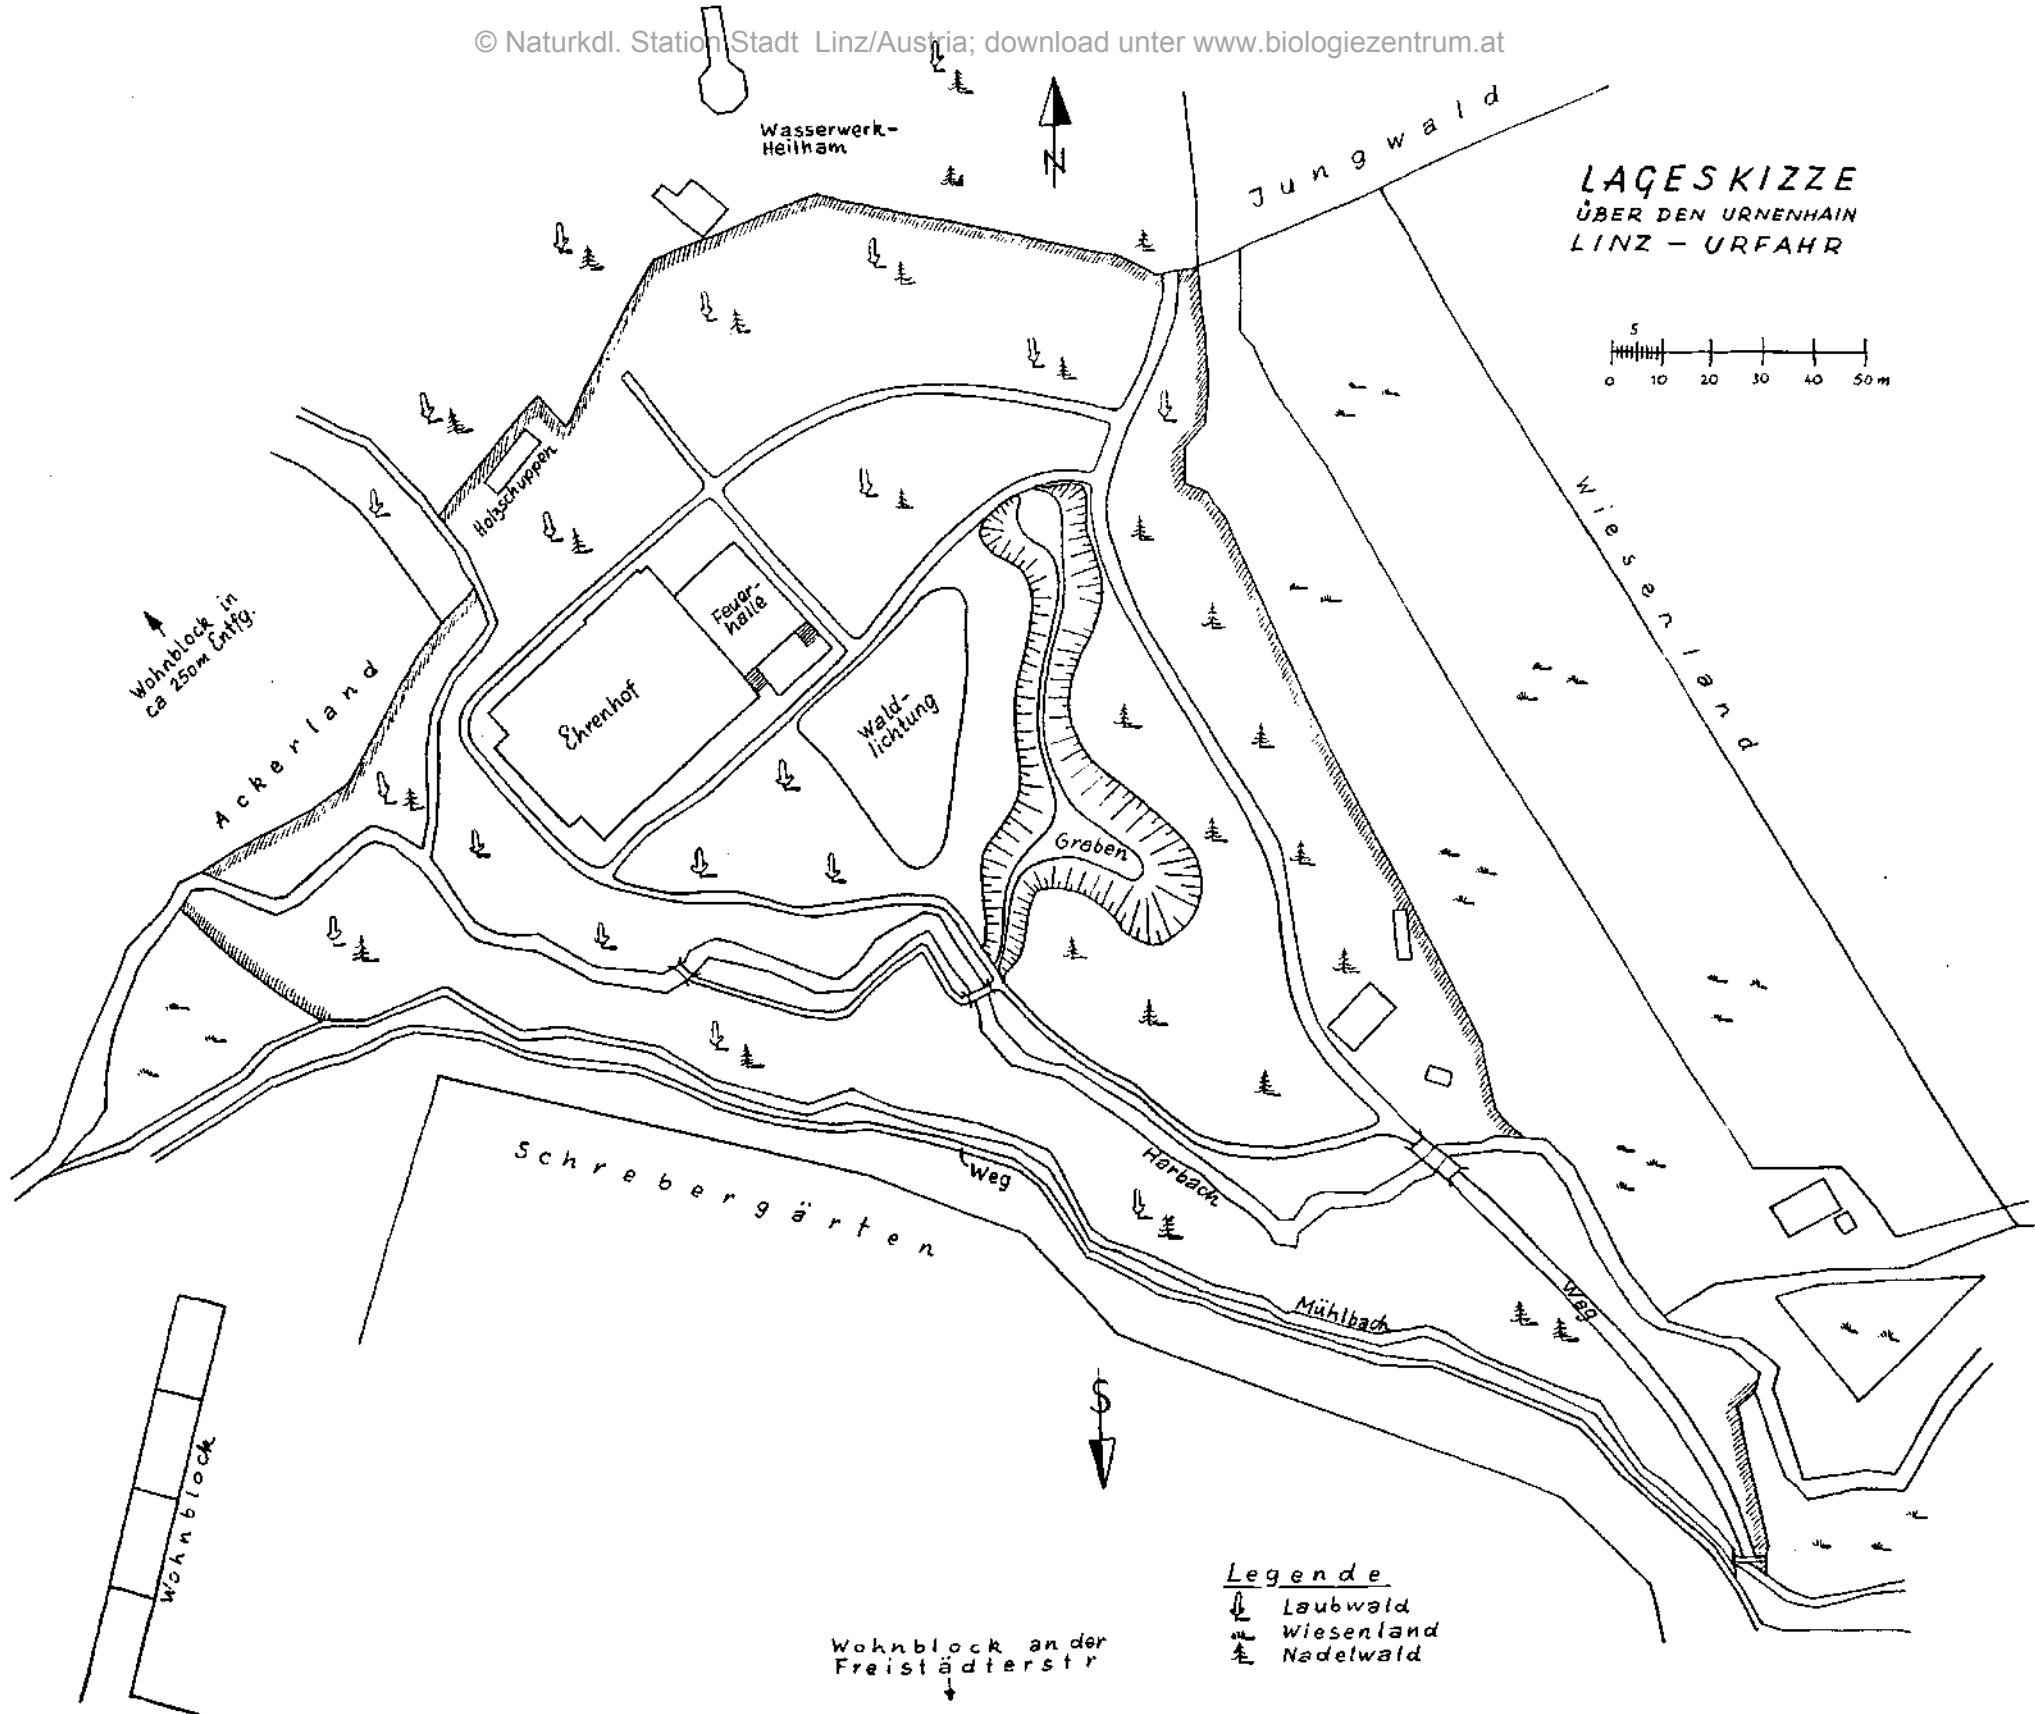 © Naturkdl. Station Stadt Linz/Austria; download unter www.biologiezentrum.at
Wasserwerk-
Heilham
N
Jungwald
LAGESKIZZE
ÜBER DEN URNENHAIN
LINZ - URFAHR
5
0 10 20 30 40 50m
Holzschuppen
Wiesenland
Feuer-
halle
Wohnblock in
ca 250m Entfg.
Ackerland
Ehrenhof
Wald-
lichtung
Graben
Schrebergärten
Weg
Harbach
Mühlbach
Weg
S
Wohnblock
Legende
Laubwald
Wiesenland
Nadelwald
Wohnblock an der
Freistädterstr